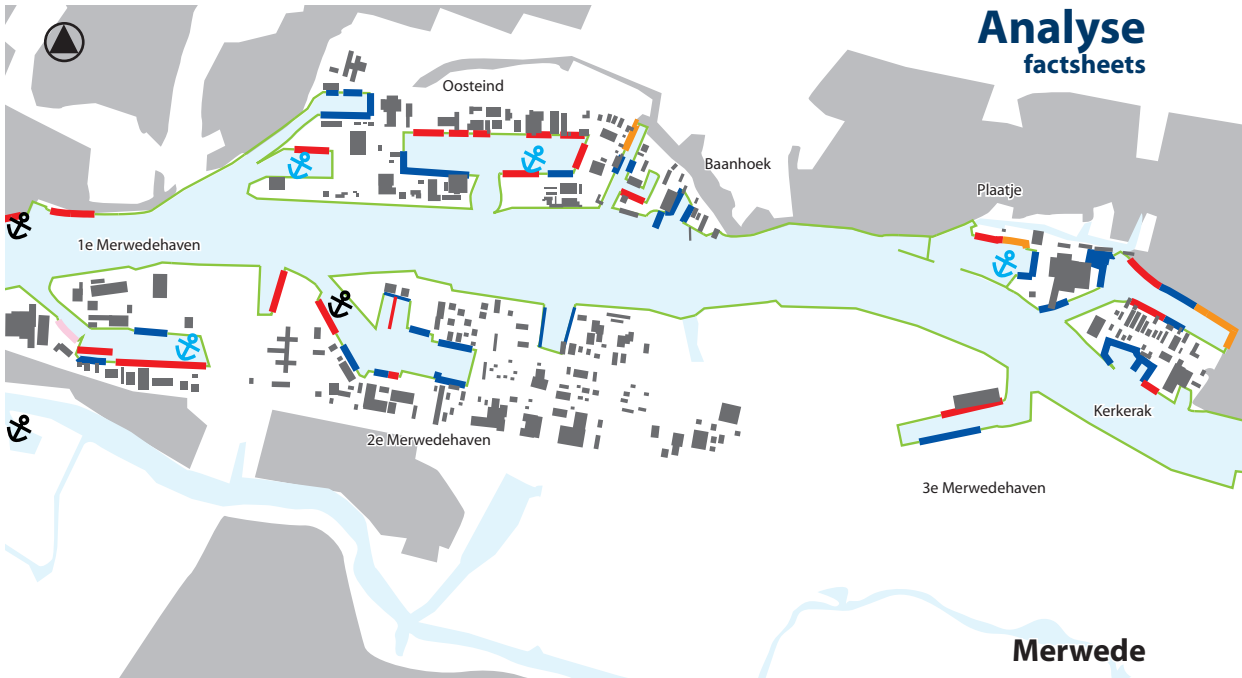 Analyse
factsheets
Oosteind
Baanhoek
Plaatje
1e Merwedehaven
2e Merwedehaven
Kerkerak
3e Merwedehaven
Merwede